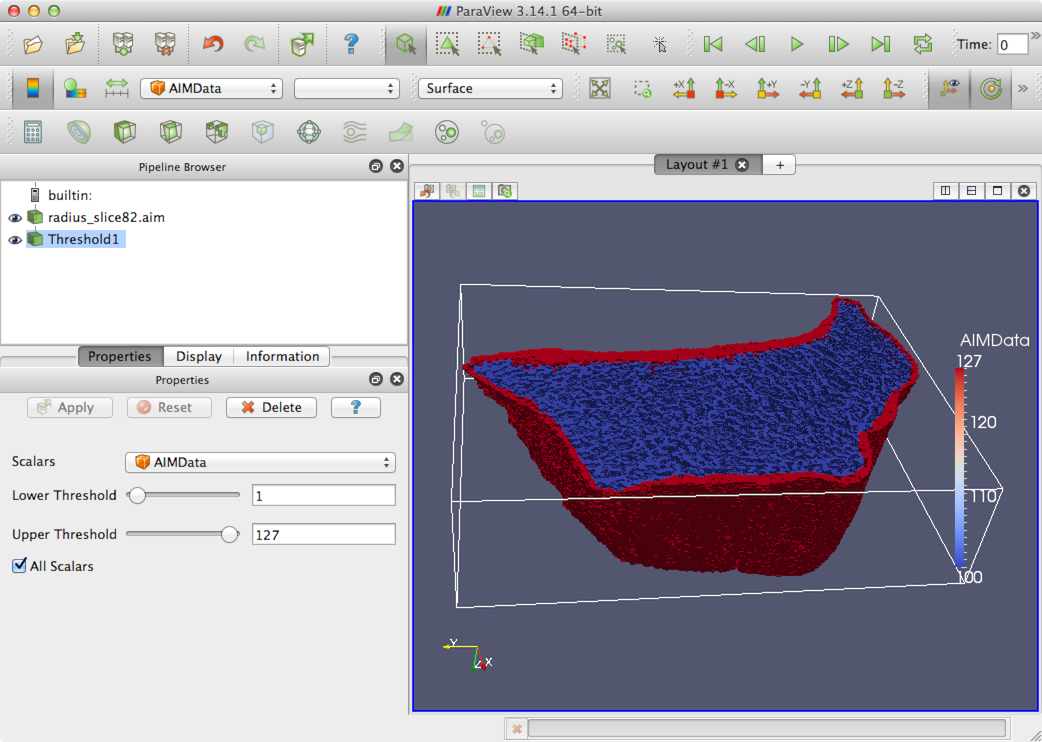 ParaView 3.14.1 64-bit
?
+X -X +Y -Y +Z -Z
Time: 0 »
AIMData
Surface
»
Pipeline Browser
builtin:
radius_slice82.aim
Threshold1
Properties Display Information
Properties
Apply Reset Delete ?
Scalars AIMData
Lower Threshold 1
Upper Threshold 127
All Scalars
Layout #1 +
AIMData
127
120
110
100
Y
Z X